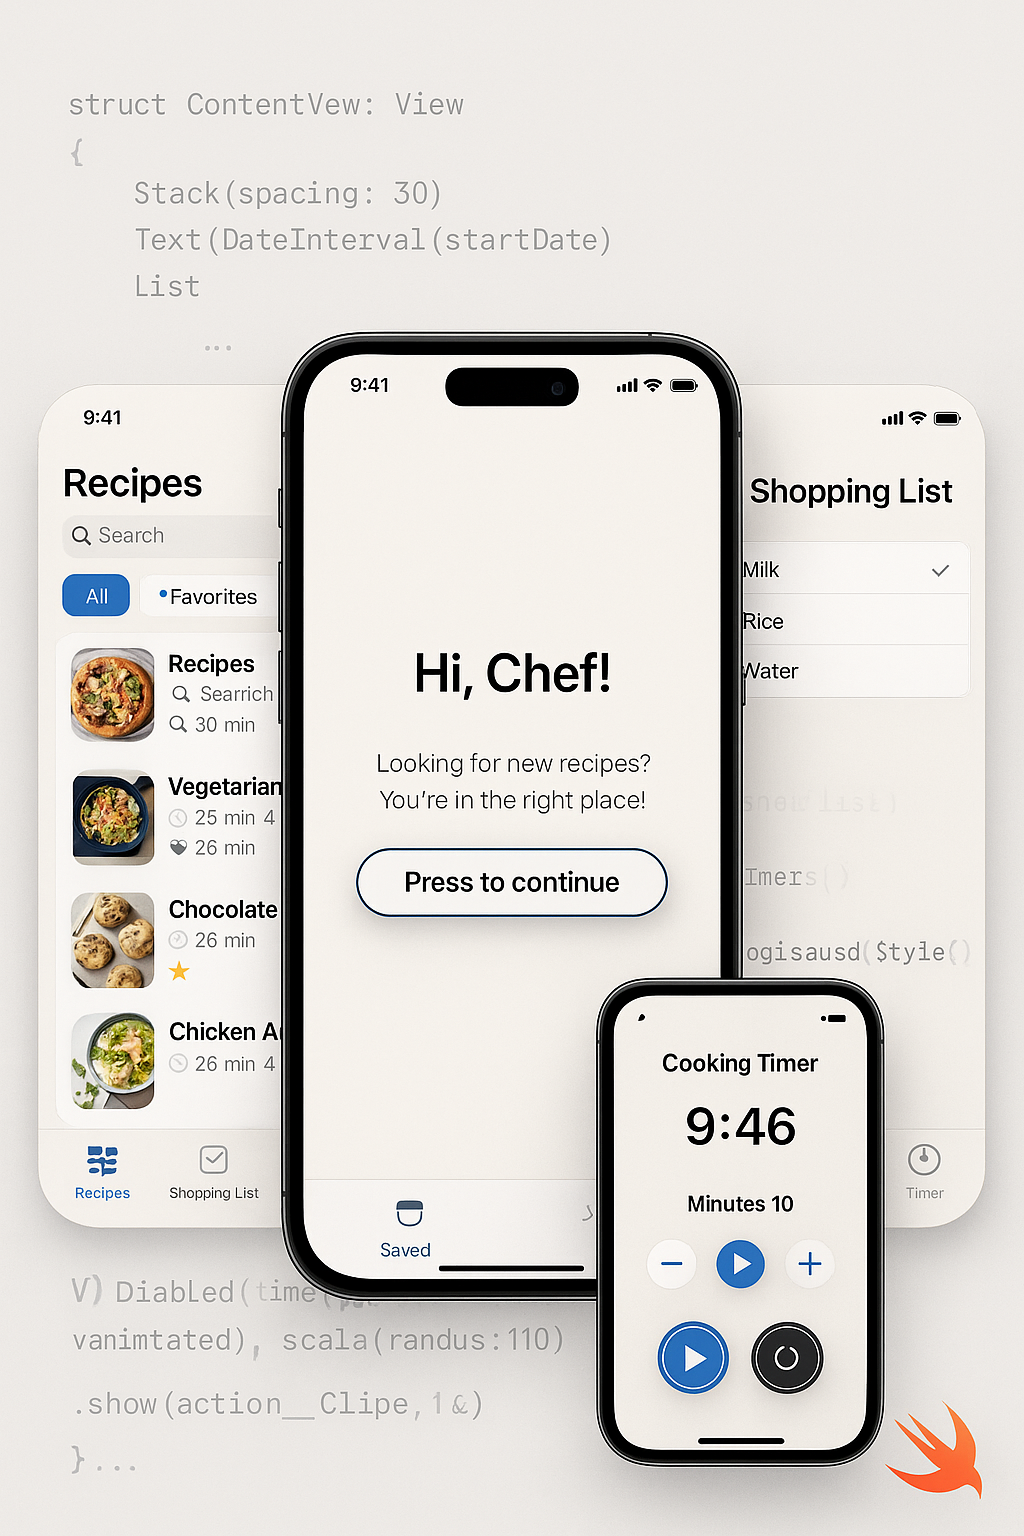 struct ContentVew: View
{
Stack(spacing: 30)
Text(DateInterval(startDate)
List
...
9:41
Recipes
Search
All
Favorites
Recipes
Searrich
30 min
Vegetarian
25 min 4
26 min
Chocolate
26 min
Chicken A
26 min 4
Recipes
Shopping List
9:41
Hi, Chef!
Looking for new recipes?
You're in the right place!
Press to continue
Saved
Shopping List
Milk
Rice
Water
Imers()
ogisausd($tyle()
Timer
Cooking Timer
9:46
Minutes 10
V) DiabLed(time(
vanimtated), scala(randus:110)
.show(action__Clipe,1&)
}...